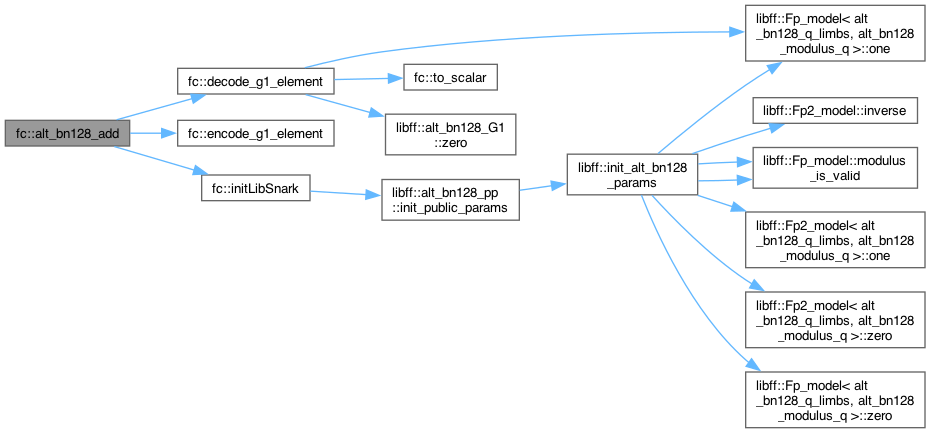 fc::alt_bn128_add
fc::decode_g1_element
fc::encode_g1_element
fc::initLibSnark
fc::to_scalar
libff::alt_bn128_G1
::zero
libff::alt_bn128_pp
::init_public_params
libff::init_alt_bn128
_params
libff::Fp_model< alt
_bn128_q_limbs, alt_bn128
_modulus_q >::one
libff::Fp2_model::inverse
libff::Fp_model::modulus
_is_valid
libff::Fp2_model< alt
_bn128_q_limbs, alt_bn128
_modulus_q >::one
libff::Fp2_model< alt
_bn128_q_limbs, alt_bn128
_modulus_q >::zero
libff::Fp_model< alt
_bn128_q_limbs, alt_bn128
_modulus_q >::zero